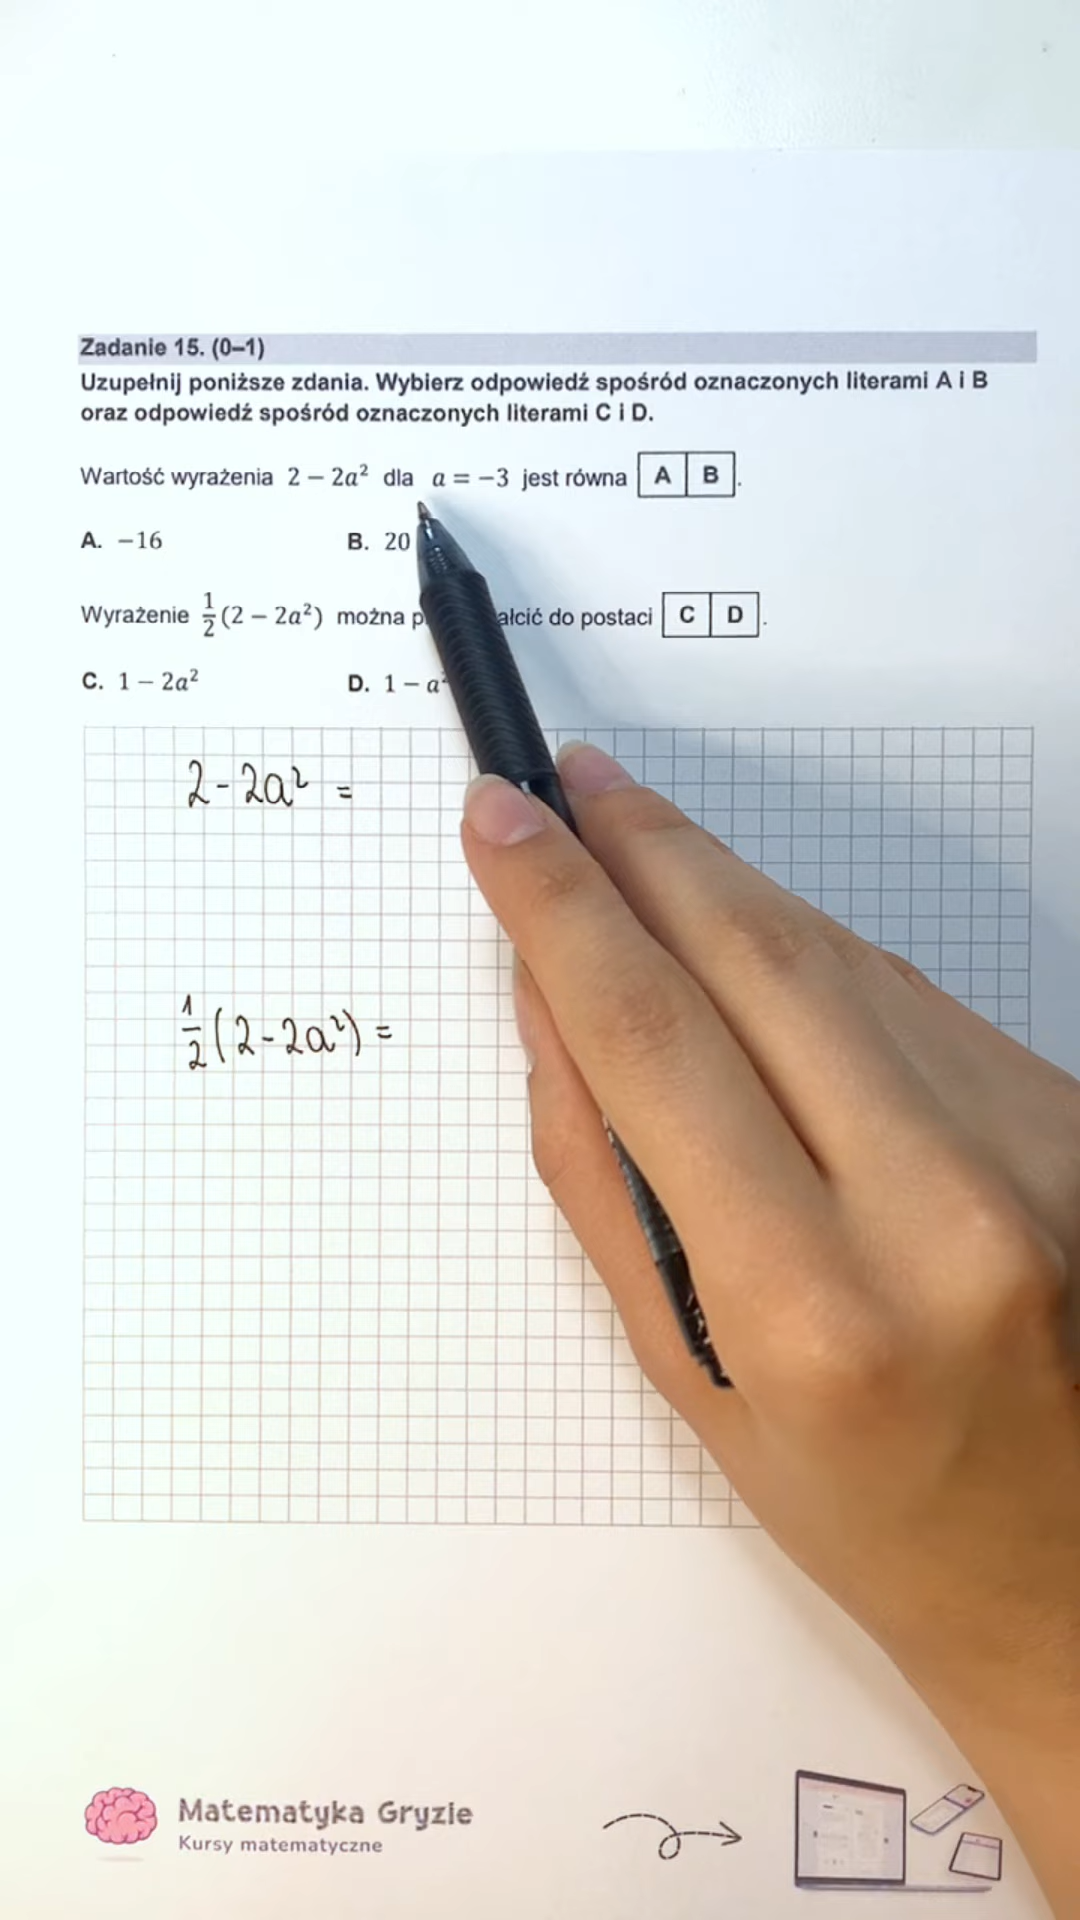 Zadanie 15. (0–1)
Uzupełnij poniższe zdania. Wybierz odpowiedź spośród oznaczonych literami A i B
oraz odpowiedź spośród oznaczonych literami C i D.
Wartość wyrażenia 2 – 2a² dla a = –3 jest równa A B.
A. –16 B. 20
Wyrażenie ½(2 – 2a²) można p ałcić do postaci C D.
C. 1 – 2a² D. 1 – a²
2-2a² =
½(2-2a²) =
Matematyka Gryzie
Kursy matematyczne